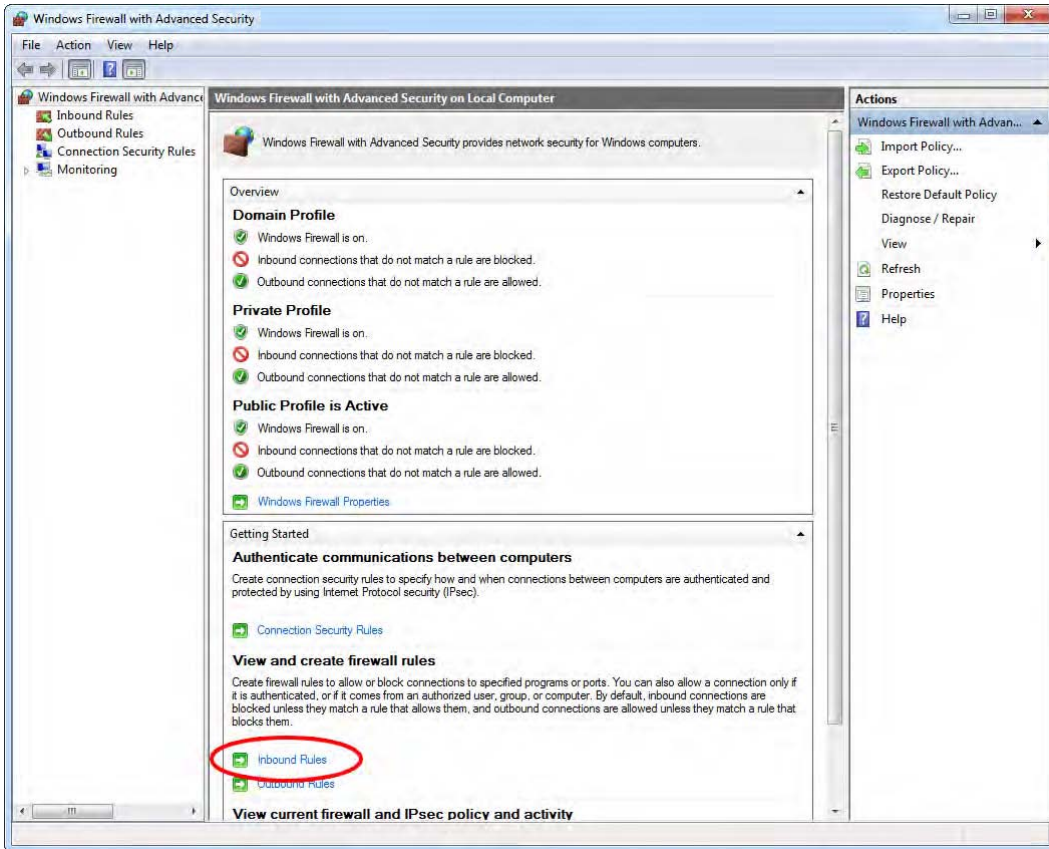 Windows Firewall with Advanced Security
File Action View Help
Windows Firewall with Advance
Inbound Rules
Outbound Rules
Connection Security Rules
Monitoring
Windows Firewall with Advanced Security on Local Computer
Windows Firewall with Advanced Security provides network security for Windows computers.
Overview
Domain Profile
Windows Firewall is on.
Inbound connections that do not match a rule are blocked.
Outbound connections that do not match a rule are allowed.
Private Profile
Windows Firewall is on.
Inbound connections that do not match a rule are blocked.
Outbound connections that do not match a rule are allowed.
Public Profile is Active
Windows Firewall is on.
Inbound connections that do not match a rule are blocked.
Outbound connections that do not match a rule are allowed.
Windows Firewall Properties
Getting Started
Authenticate communications between computers
Create connection security rules to specify how and when connections between computers are authenticated and
protected by using Internet Protocol security (IPsec).
Connection Security Rules
View and create firewall rules
Create firewall rules to allow or block connections to specified programs or ports. You can also allow a connection only if
it is authenticated, or if it comes from an authorized user, group, or computer. By default, inbound connections are
blocked unless they match a rule that allows them, and outbound connections are allowed unless they match a rule that
blocks them.
Inbound Rules
Outbound Rules
View current firewall and IPsec policy and activity
Actions
Windows Firewall with Advan...
Import Policy...
Export Policy...
Restore Default Policy
Diagnose / Repair
View
Refresh
Properties
Help